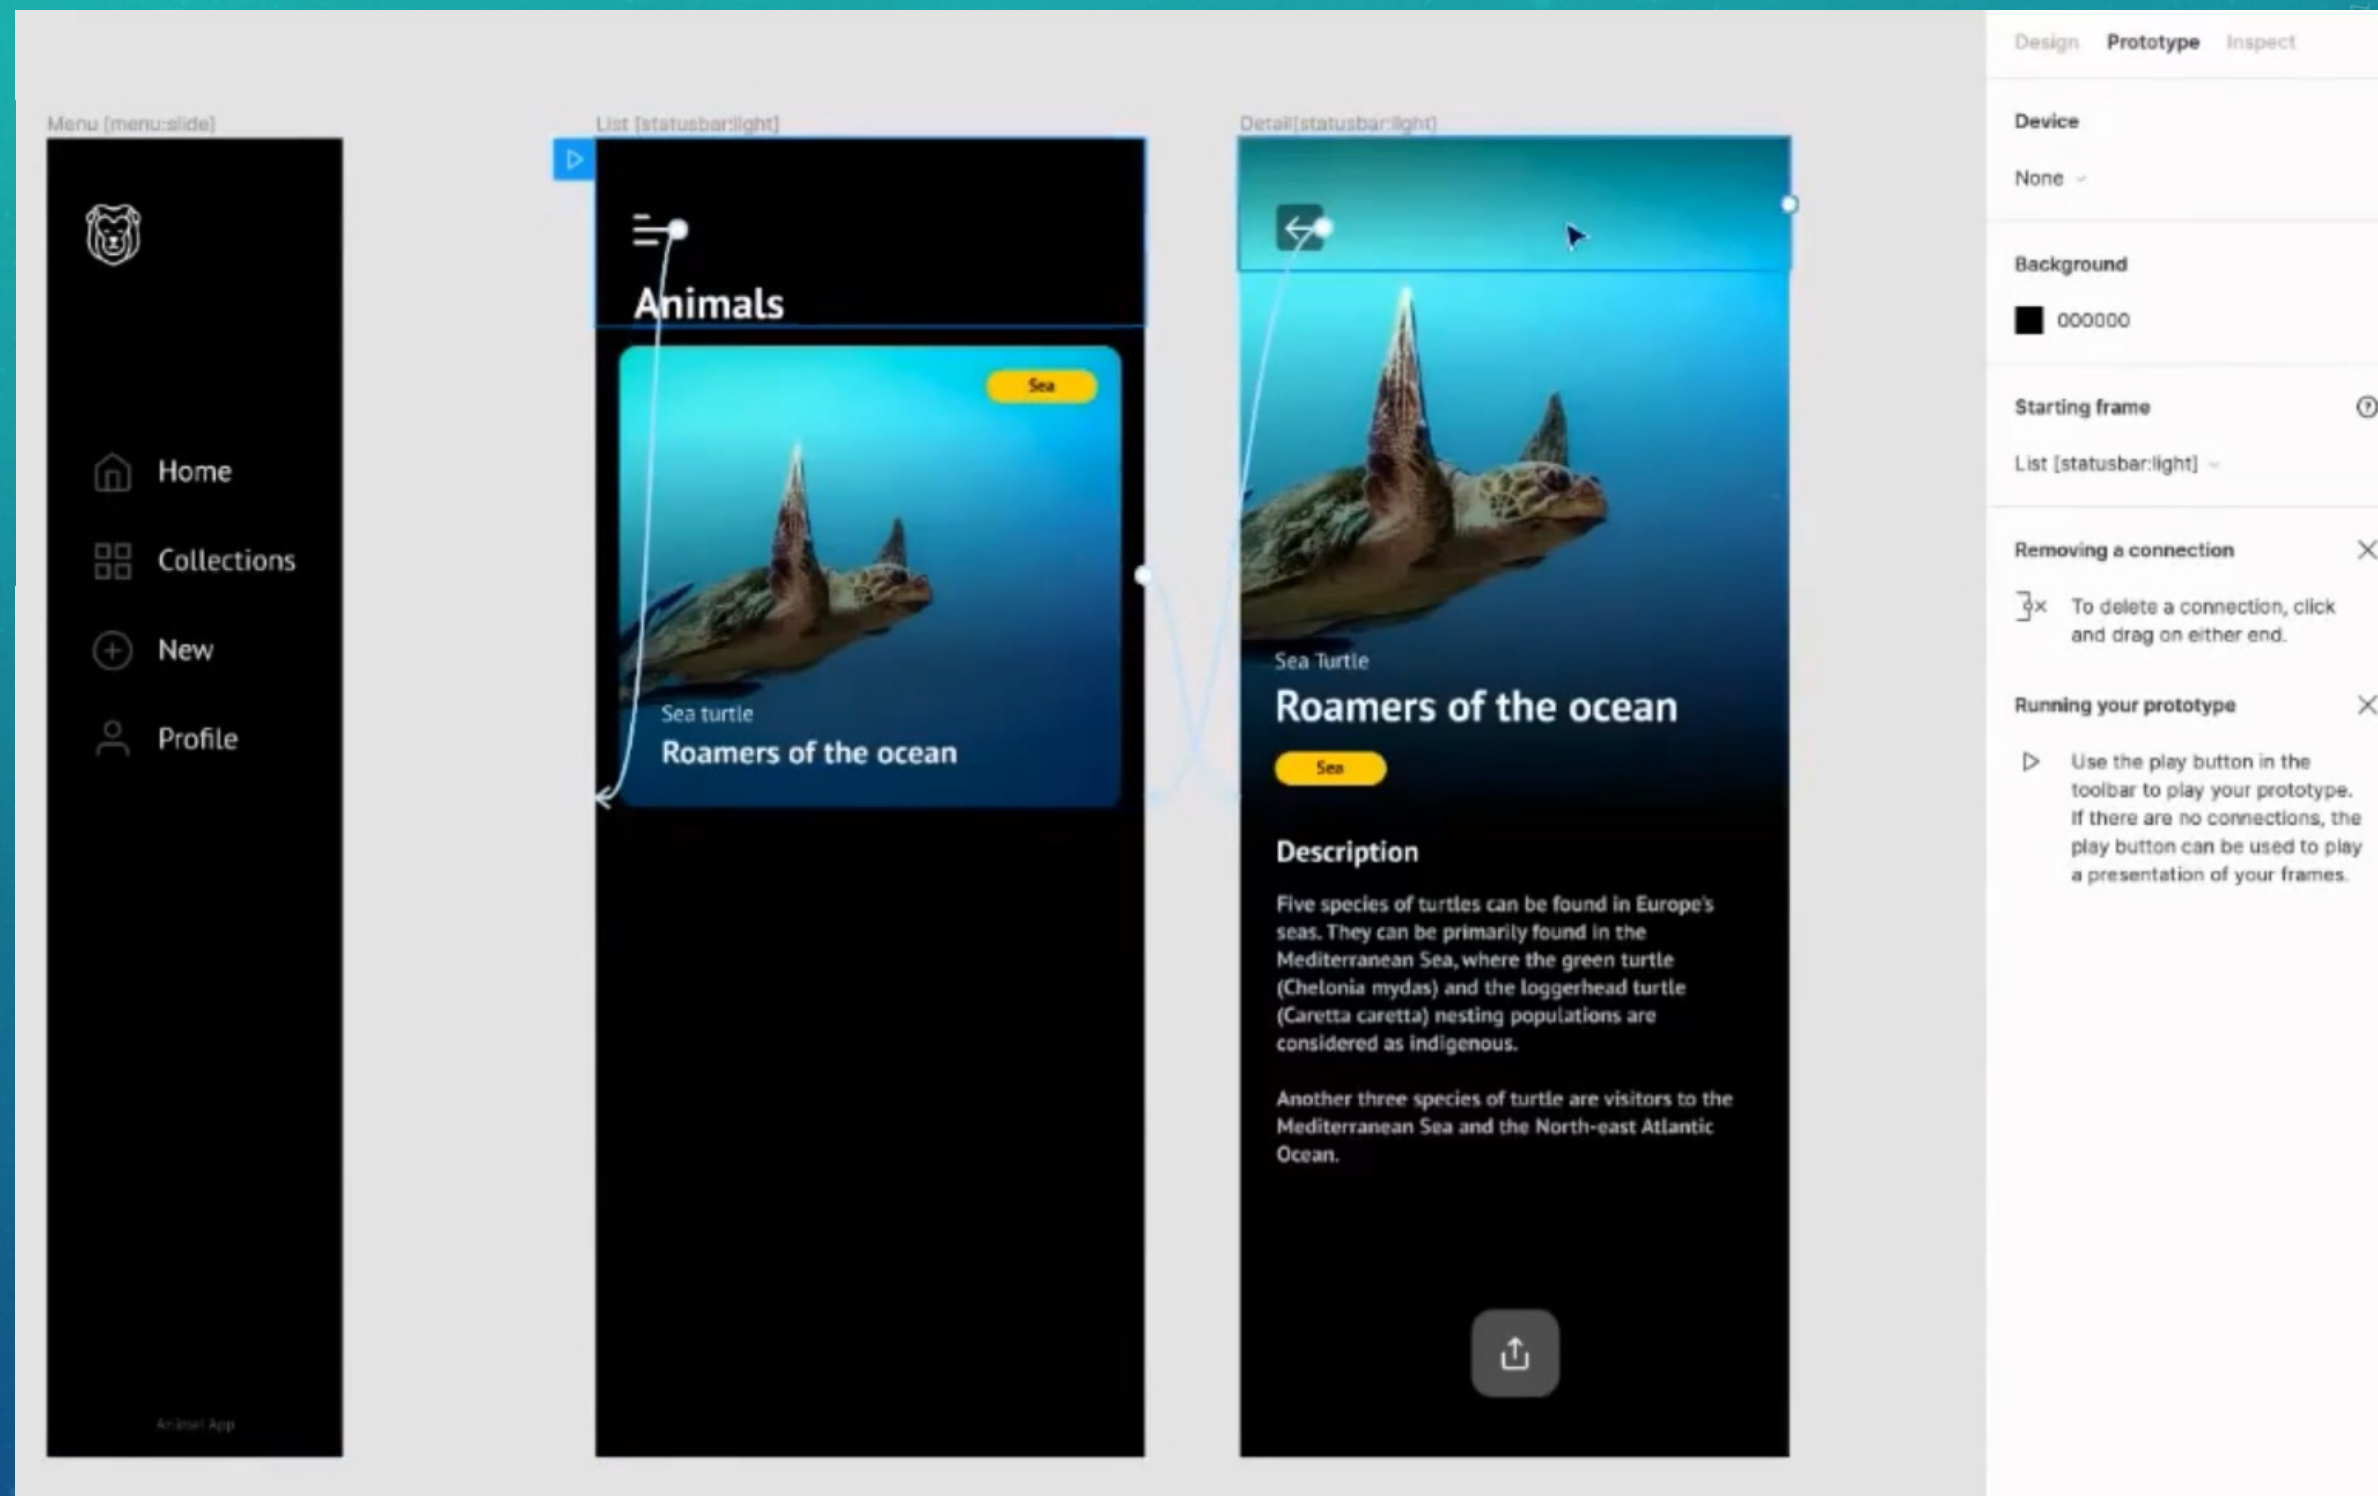 Menu [menu:slide]
Home
Collections
New
Profile
Animal App
List [statusbar:light]
Animals
Sea
Sea turtle
Roamers of the ocean
Detail[statusbar:light]
Sea Turtle
Roamers of the ocean
Sea
Description
Five species of turtles can be found in Europe's
seas. They can be primarily found in the
Mediterranean Sea, where the green turtle
(Chelonia mydas) and the loggerhead turtle
(Caretta caretta) nesting populations are
considered as indigenous.
Another three species of turtle are visitors to the
Mediterranean Sea and the North-east Atlantic
Ocean.
Design Prototype Inspect
Device
None
Background
000000
Starting frame
List [statusbar:light]
Removing a connection
To delete a connection, click
and drag on either end.
Running your prototype
Use the play button in the
toolbar to play your prototype.
If there are no connections, the
play button can be used to play
a presentation of your frames.